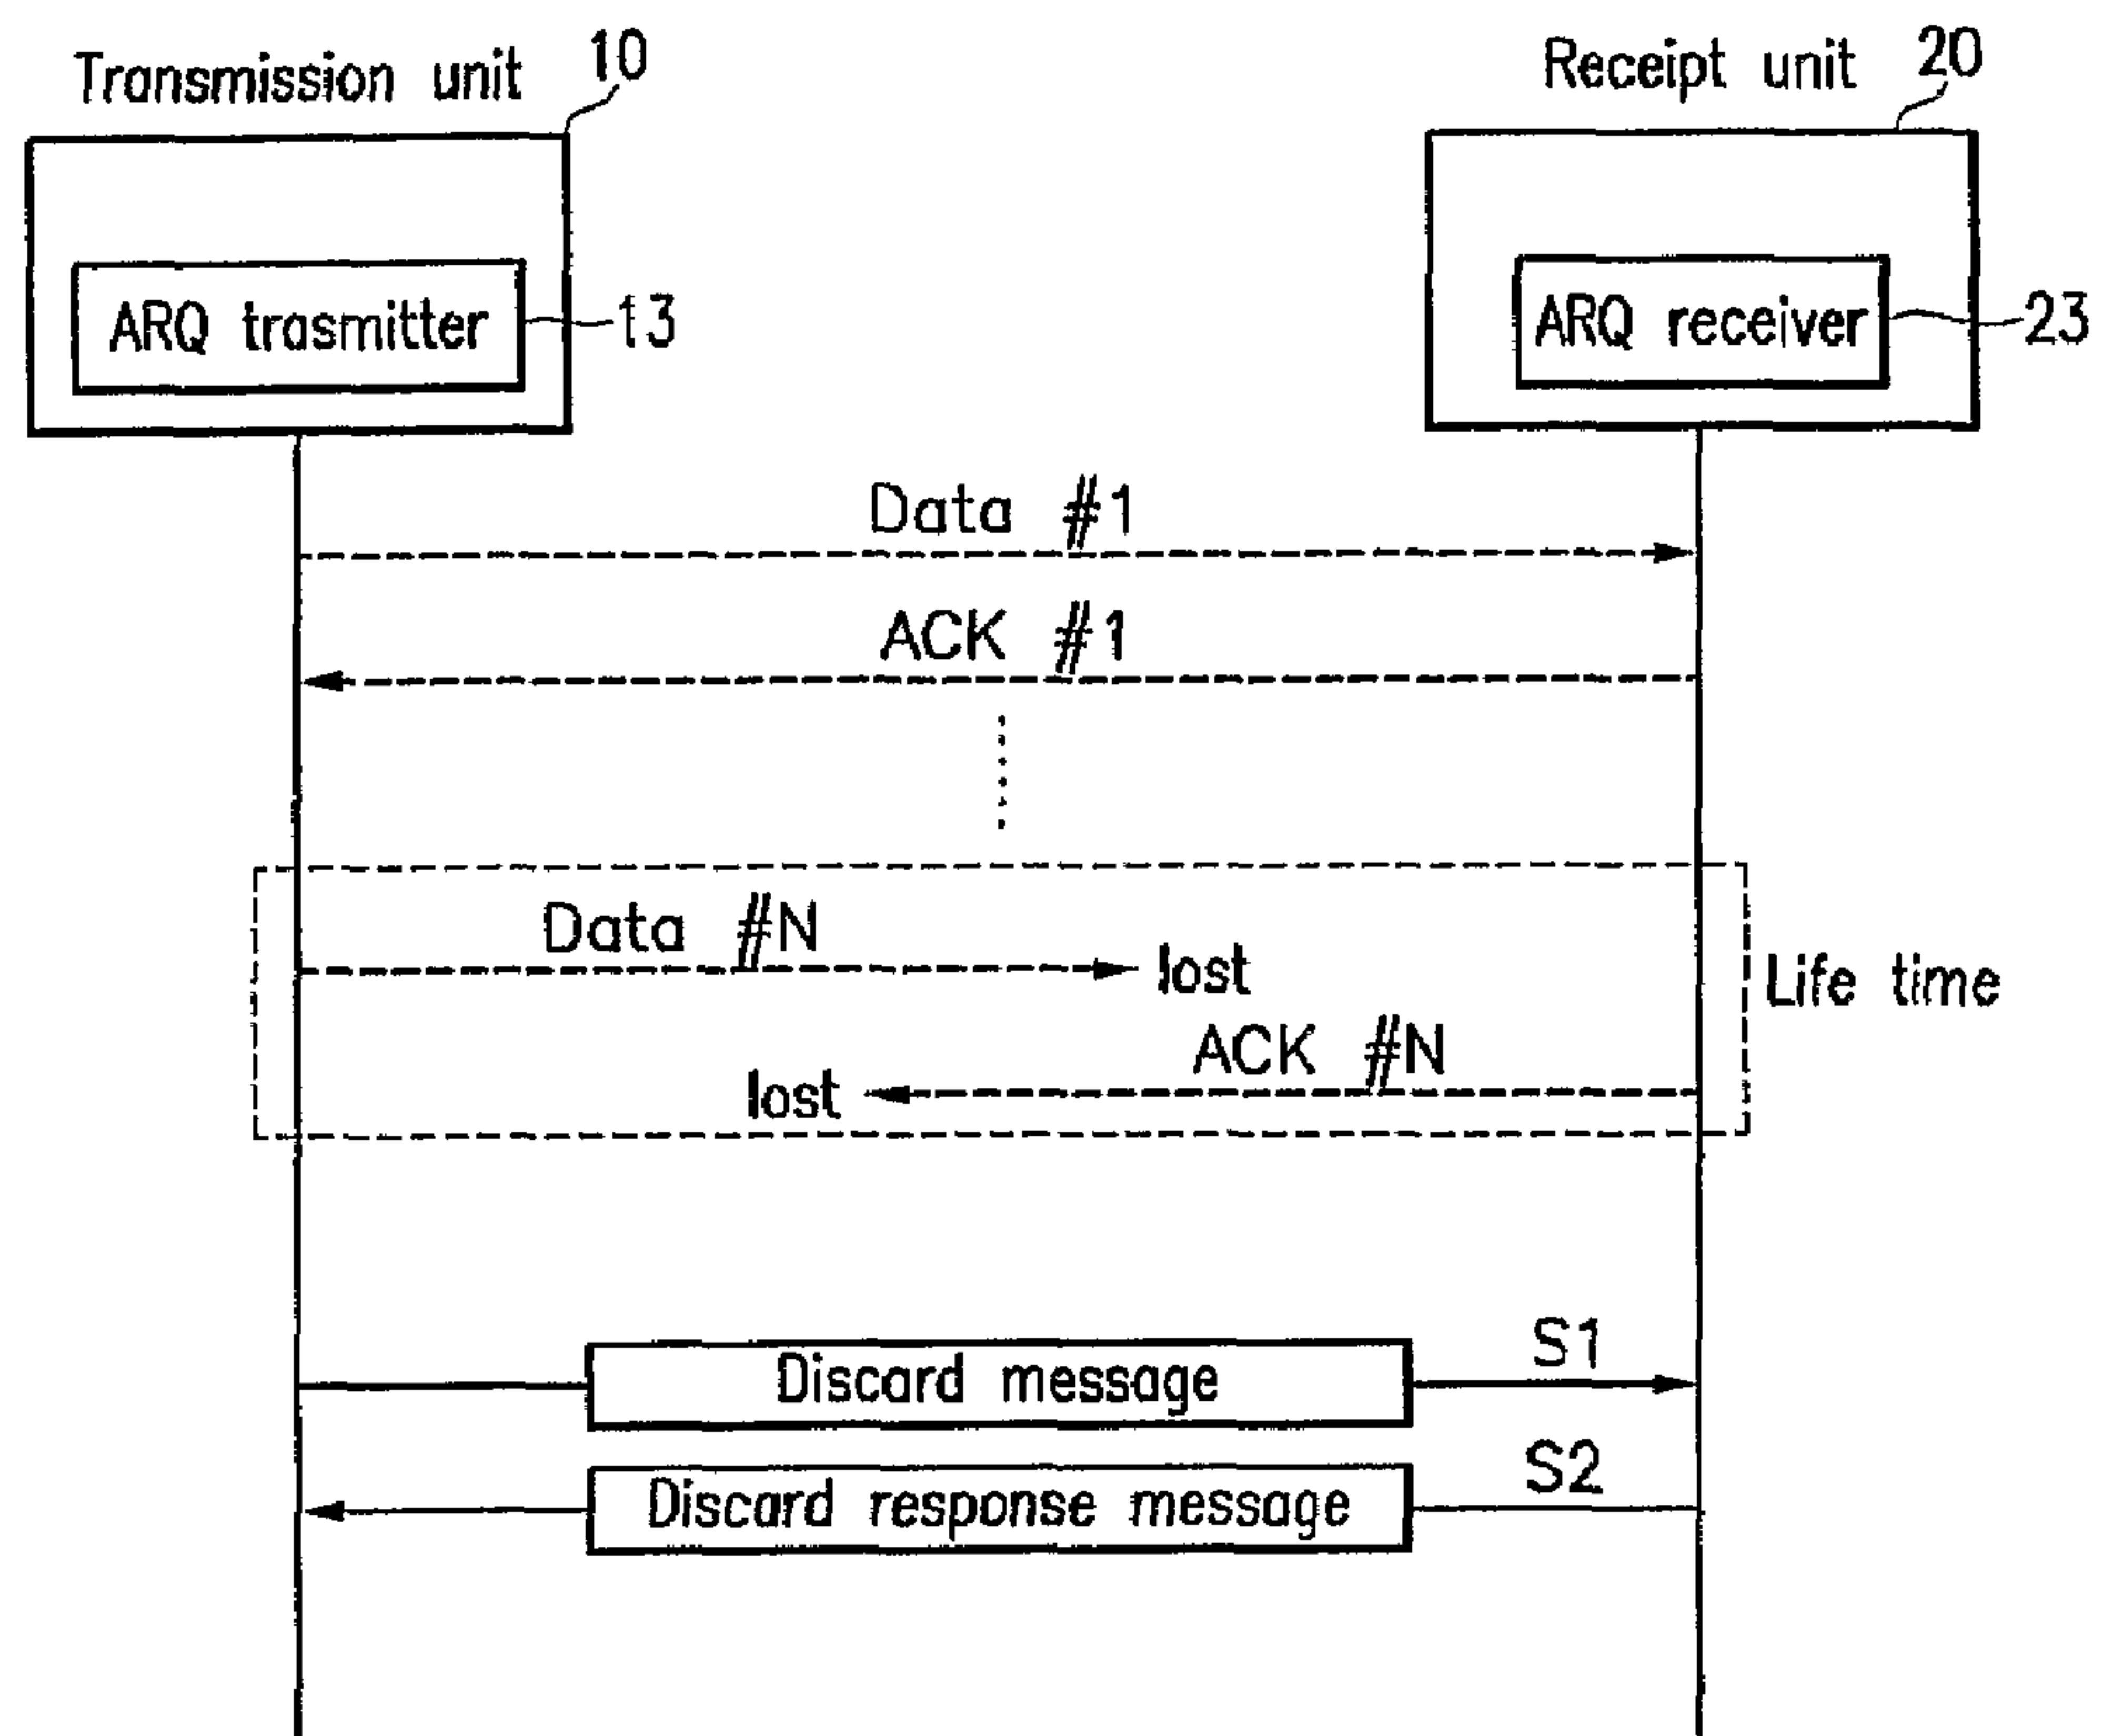 Transmission unit
10
Receipt unit
20
ARQ trasmitter
13
ARQ receiver
23
Data #1
ACK #1
Data #N
lost
Life time
ACK #N
lost
Discard message
S1
Discard response message
S2